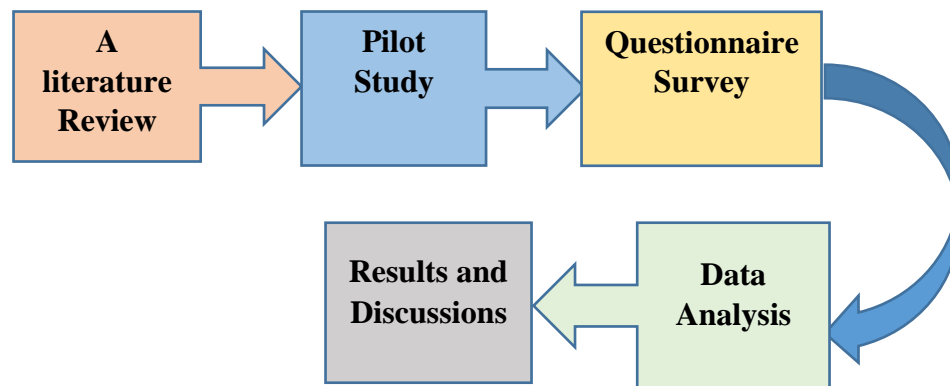 A
literature
Review
Pilot
Study
Questionnaire
Survey
Results and
Discussions
Data
Analysis